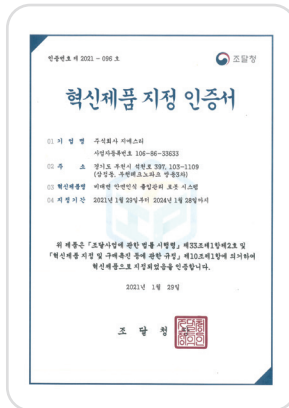 인증번호 제 2021 - 096 호
조달청
혁신제품 지정 인증서
01 기 업 명 주식회사 지에스티
사업자등록번호 106-86-33633
02 주 소 경기도 부천시 석천로 397, 103-1109
(삼정동, 부천테크노파크 쌍용3차)
03 혁신제품명 비대면 안면인식 출입관리 로봇 시스템
04 지정기간 2021년 1월 29일부터 2024년 1월 28일까지
위 제품은 「조달사업에 관한 법률 시행령」 제33조제1항제2호 및
「혁신제품 지정 및 구매촉진 등에 관한 규정」 제10조제1항에 의거하여
혁신제품으로 지정되었음을 인증합니다.
2021년 1월 29일
조 달 청 장